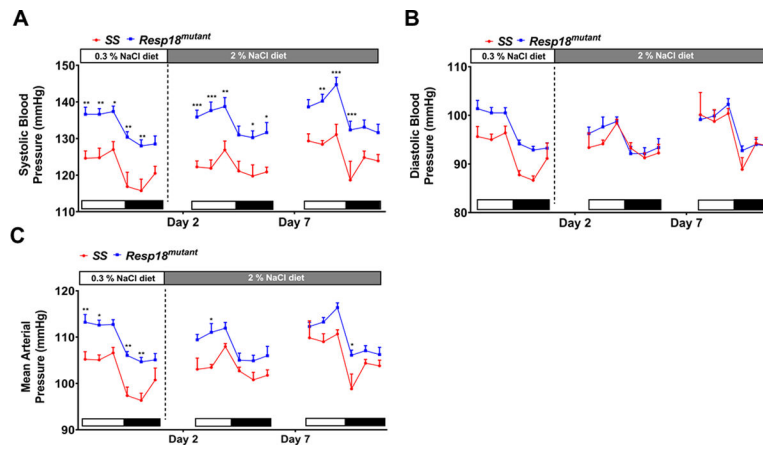 A
SS Resp18mutant
0.3 % NaCl diet 2 % NaCl diet
Systolic Blood
Pressure (mmHg)
150
140
130
120
110
** ** * ** ** *** *** ** * * ** *** ***
Day 2 Day 7
B
SS Resp18mutant
0.3 % NaCl diet 2 % NaCl diet
Diastolic Blood
Pressure (mmHg)
110
100
90
80
Day 2 Day 7
C
SS Resp18mutant
0.3 % NaCl diet 2 % NaCl diet
Mean Arterial
Pressure (mmHg)
120
110
100
90
** * ** ** * *
Day 2 Day 7